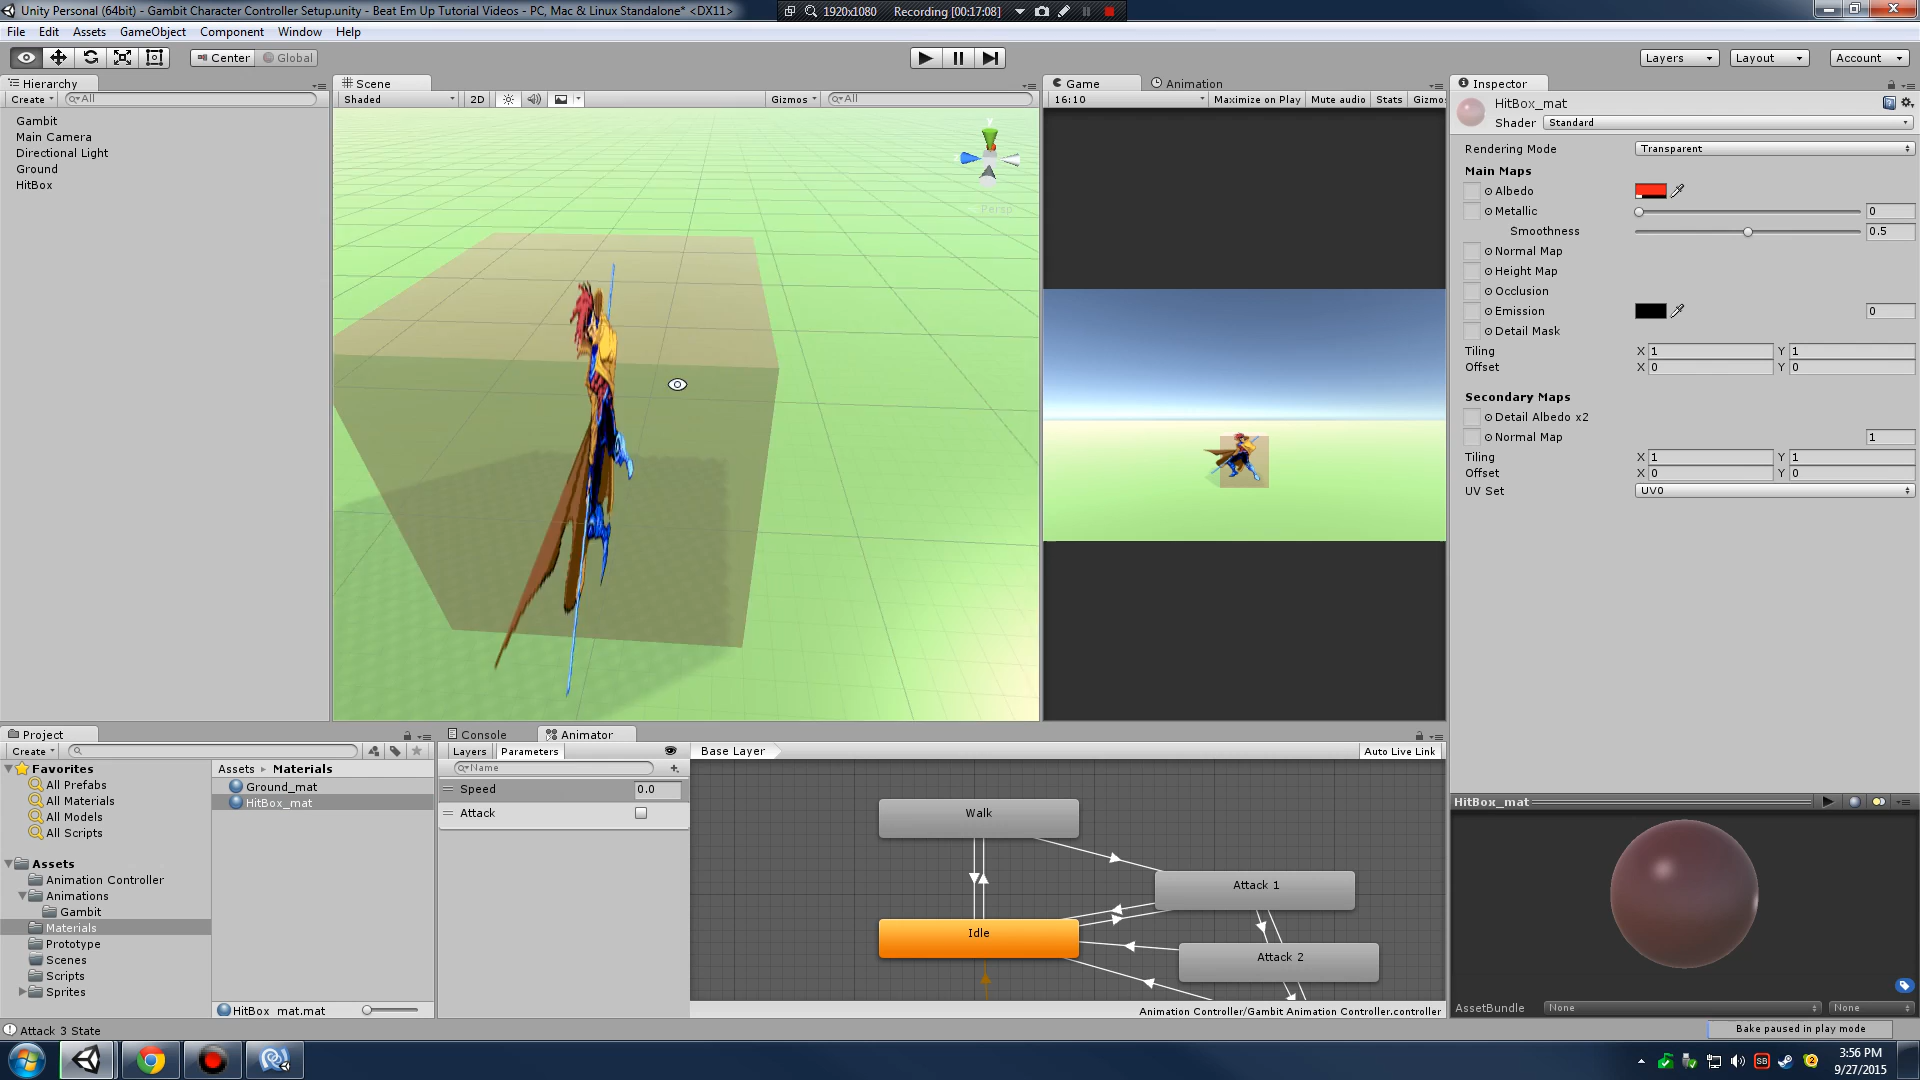 Unity Personal (64bit) - Gambit Character Controller Setup.unity - Beat Em Up Tutorial Videos - PC, Mac & Linux Standalone* <DX11>
1920x1080 Recording [00:17:08]
File Edit Assets GameObject Component Window Help
Center Global
Layers Layout Account
Hierarchy
Create All
Gambit
Main Camera
Directional Light
Ground
HitBox
Scene
Shaded 2D Gizmos All
y
Persp
Game Animation
16:10 Maximize on Play Mute audio Stats Gizmos
Inspector
HitBox_mat
Shader Standard
Rendering Mode Transparent
Main Maps
Albedo
Metallic 0
Smoothness 0.5
Normal Map
Height Map
Occlusion
Emission 0
Detail Mask
Tiling X 1 Y 1
Offset X 0 Y 0
Secondary Maps
Detail Albedo x2
Normal Map 1
Tiling X 1 Y 1
Offset X 0 Y 0
UV Set UV0
Project
Create
Favorites
All Prefabs
All Materials
All Models
All Scripts
Assets
Animation Controller
Animations
Gambit
Materials
Prototype
Scenes
Scripts
Sprites
Assets Materials
Ground_mat
HitBox_mat
HitBox_mat.mat
Console Animator
Layers Parameters
Name
Speed 0.0
Attack
Base Layer Auto Live Link
Walk
Attack 1
Idle
Attack 2
Animation Controller/Gambit Animation Controller.controller
HitBox_mat
AssetBundle None None
Attack 3 State
Bake paused in play mode
SB
2
3:56 PM
9/27/2015